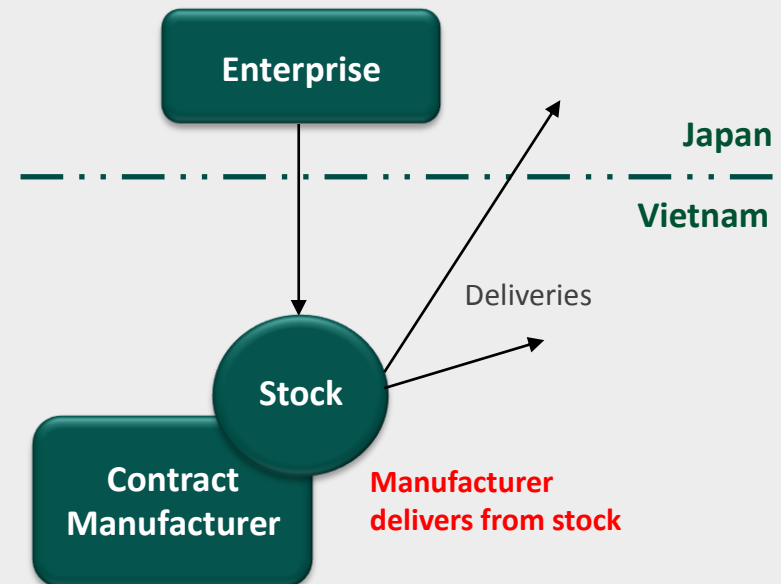 Enterprise
Japan
Vietnam
Deliveries
Stock
Contract
Manufacturer
Manufacturer
delivers from stock